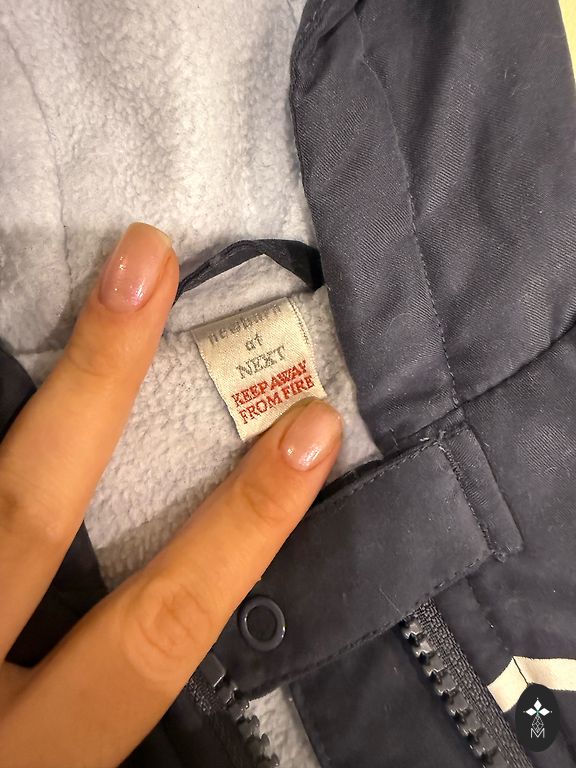 newborn
at
NEXT
KEEP AWAY
FROM FIRE